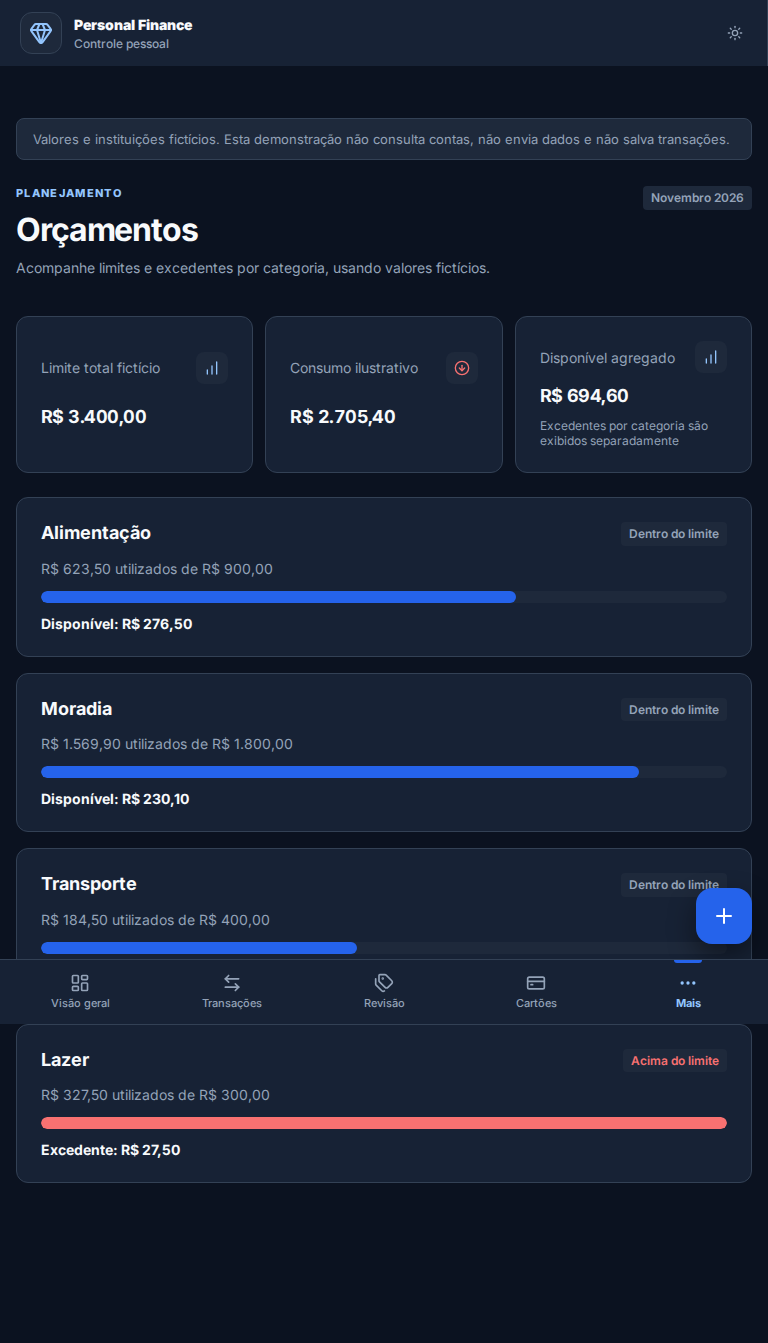 Personal Finance
Controle pessoal
Valores e instituições fictícios. Esta demonstração não consulta contas, não envia dados e não salva transações.
PLANEJAMENTO
Novembro 2026
Orçamentos
Acompanhe limites e excedentes por categoria, usando valores fictícios.
Limite total fictício
R$ 3.400,00
Consumo ilustrativo
R$ 2.705,40
Disponível agregado
R$ 694,60
Excedentes por categoria são
exibidos separadamente
Alimentação
Dentro do limite
R$ 623,50 utilizados de R$ 900,00
Disponível: R$ 276,50
Moradia
Dentro do limite
R$ 1.569,90 utilizados de R$ 1.800,00
Disponível: R$ 230,10
Transporte
Dentro do limite
R$ 184,50 utilizados de R$ 400,00
Visão geral
Transações
Revisão
Cartões
Mais
Lazer
Acima do limite
R$ 327,50 utilizados de R$ 300,00
Excedente: R$ 27,50